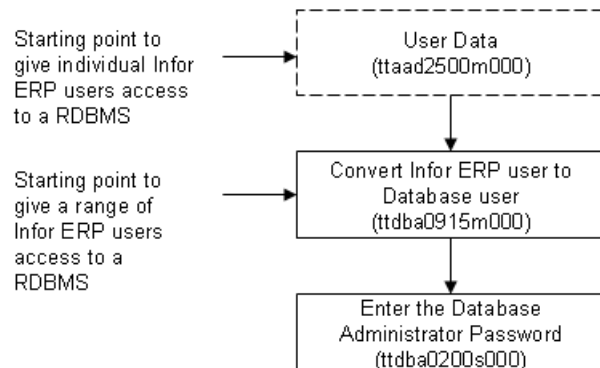 Starting point to
give individual Infor
ERP users access
to a RDBMS
User Data
(ttaad2500m000)
Starting point to
give a range of
Infor ERP users
access to a
RDBMS
Convert Infor ERP user to
Database user
(ttdba0915m000)
Enter the Database
Administrator Password
(ttdba0200s000)